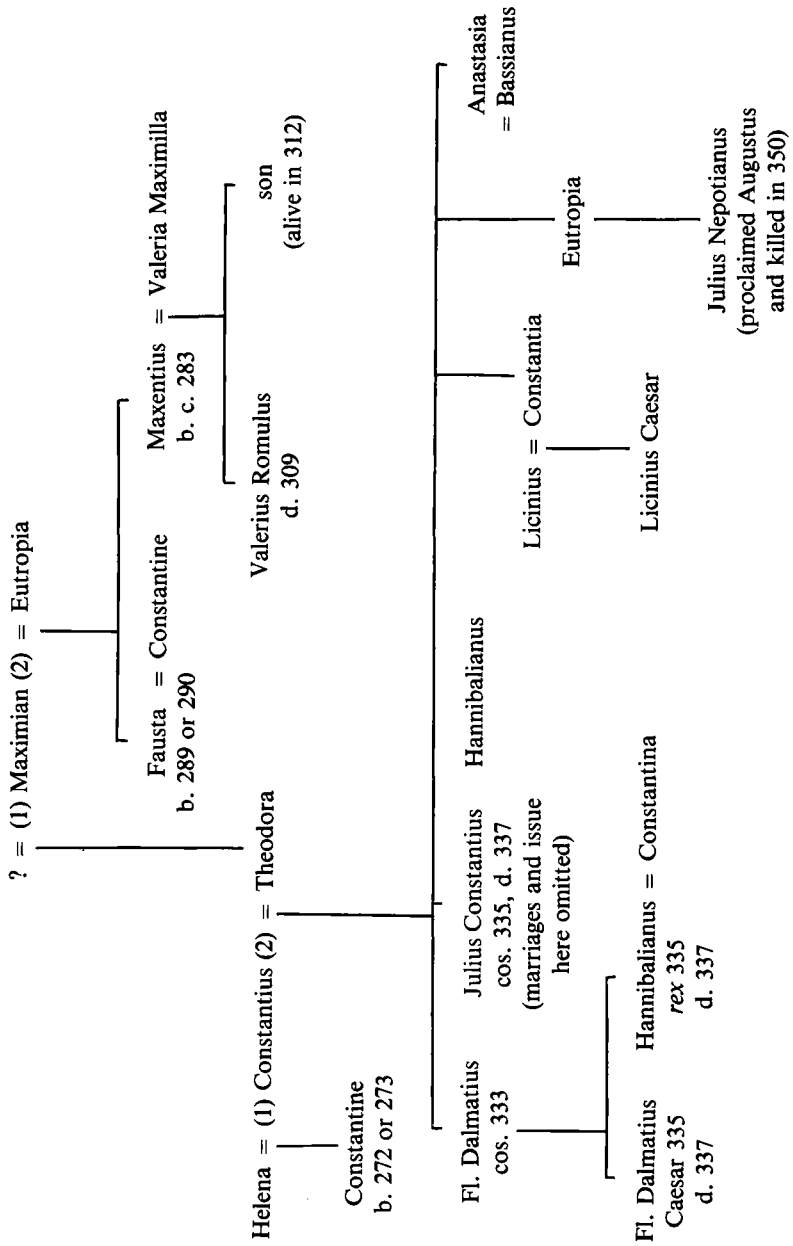 ? = (1) Maximian (2) = Eutropia
Fausta = Constantine
b. 289 or 290
Maxentius = Valeria Maximilla
b. c. 283
Valerius Romulus
d. 309
son
(alive in 312)
Helena = (1) Constantius (2) = Theodora
Constantine
b. 272 or 273
Fl. Dalmatius
cos. 333
Julius Constantius
cos. 335, d. 337
(marriages and issue
here omitted)
Hannibalianus
Licinius = Constantia
Eutropia
Anastasia
= Bassianus
Fl. Dalmatius
Caesar 335
d. 337
Hannibalianus = Constantina
rex 335
d. 337
Licinius Caesar
Julius Nepotianus
(proclaimed Augustus
and killed in 350)